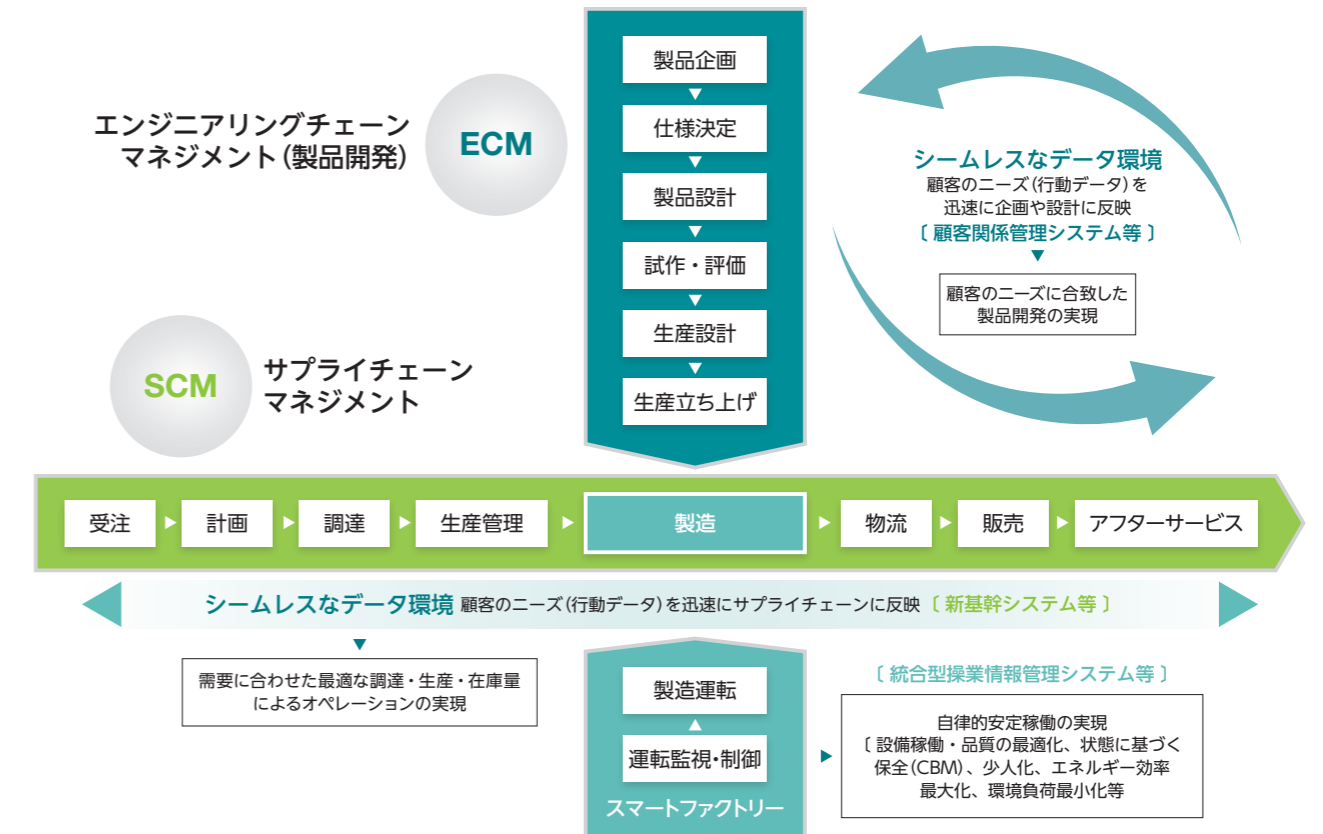 エンジニアリングチェーン
マネジメント(製品開発)
ECM
製品企画
仕様決定
製品設計
試作・評価
生産設計
生産立ち上げ
シームレスなデータ環境
顧客のニーズ(行動データ)を
迅速に企画や設計に反映
〔 顧客関係管理システム等 〕
顧客のニーズに合致した
製品開発の実現
SCM
サプライチェーン
マネジメント
受注
計画
調達
生産管理
製造
物流
販売
アフターサービス
シームレスなデータ環境 顧客のニーズ(行動データ)を迅速にサプライチェーンに反映〔 新基幹システム等 〕
需要に合わせた最適な調達・生産・在庫量
によるオペレーションの実現
製造運転
運転監視・制御
スマートファクトリー
〔 統合型操業情報管理システム等 〕
自律的安定稼働の実現
〔 設備稼働・品質の最適化、状態に基づく
保全(CBM)、少人化、エネルギー効率
最大化、環境負荷最小化等